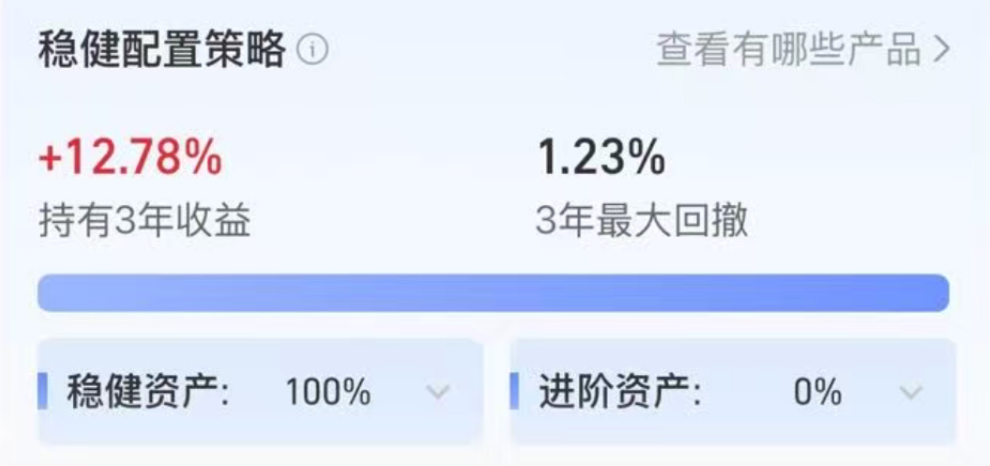 稳健配置策略 查看有哪些产品
+12.78% 1.23%
持有3年收益 3年最大回撤
稳健资产: 100% 进阶资产: 0%